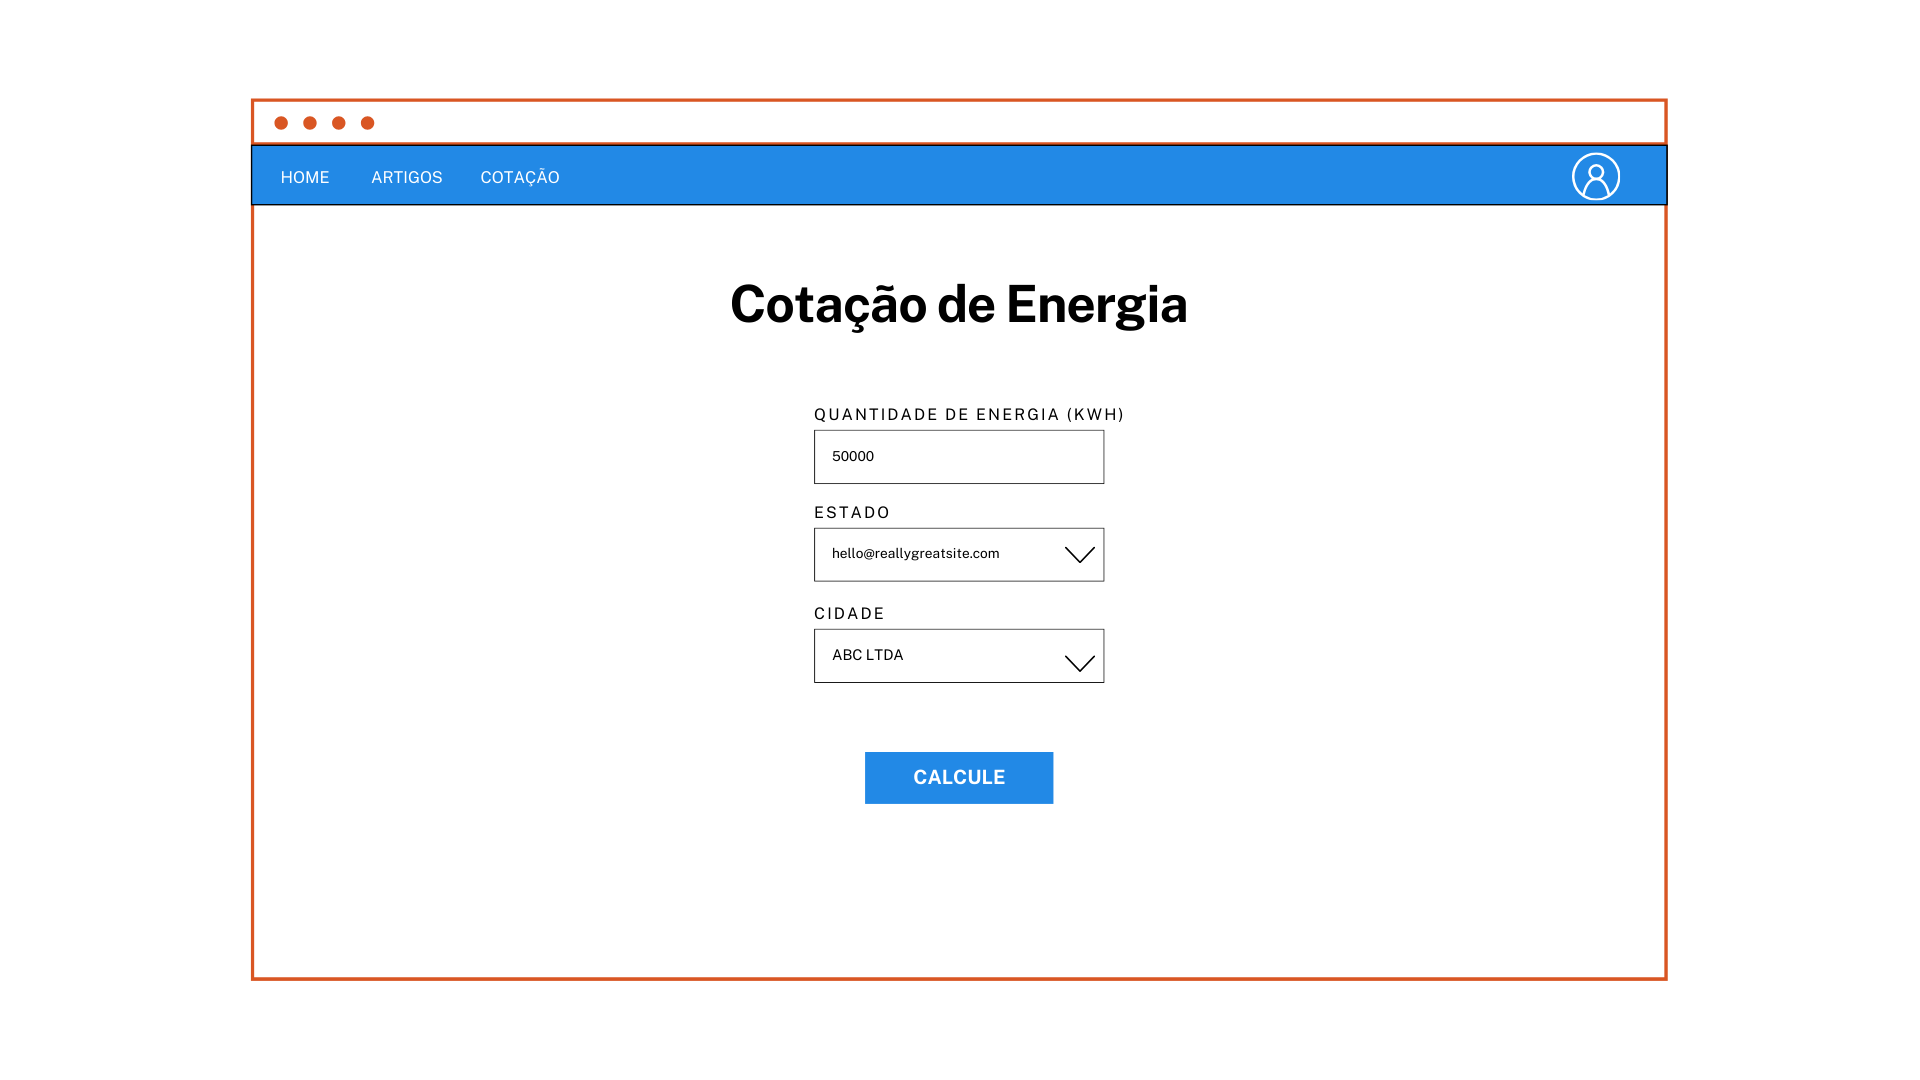 HOME ARTIGOS COTAÇÃO
Cotação de Energia
QUANTIDADE DE ENERGIA (KWH)
50000
ESTADO
hello@reallygreatsite.com
CIDADE
ABC LTDA
CALCULE